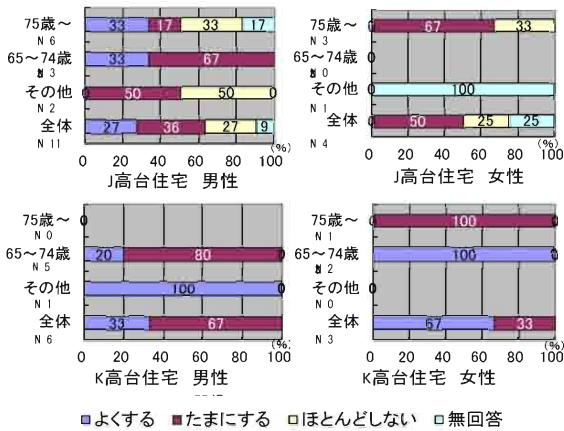 75歳～ 33 17 33 17
N 6
65～74歳 33 67
N 3
その他 0 50 50 0
N 2
全体 27 36 27 9
N 11
(%)
0 20 40 60 80 100
J高台住宅 男性
75歳～ 0 67 33
N 3
65～74歳 0
N 0
その他 100
N 1
全体 0 50 25 25
N 4
(%)
0 20 40 60 80 100
J高台住宅 女性
75歳～ 0
N 0
65～74歳 20 80 0
N 5
その他 100 0
N 1
全体 33 67
N 6
(%)
0 20 40 60 80 100
K高台住宅 男性
75歳～ 0 100 0
N 1
65～74歳 100 0
N 2
その他 0
N 0
全体 67 33
N 3
(%)
0 20 40 60 80 100
K高台住宅 女性
よくする たまにする ほとんどしない 無回答